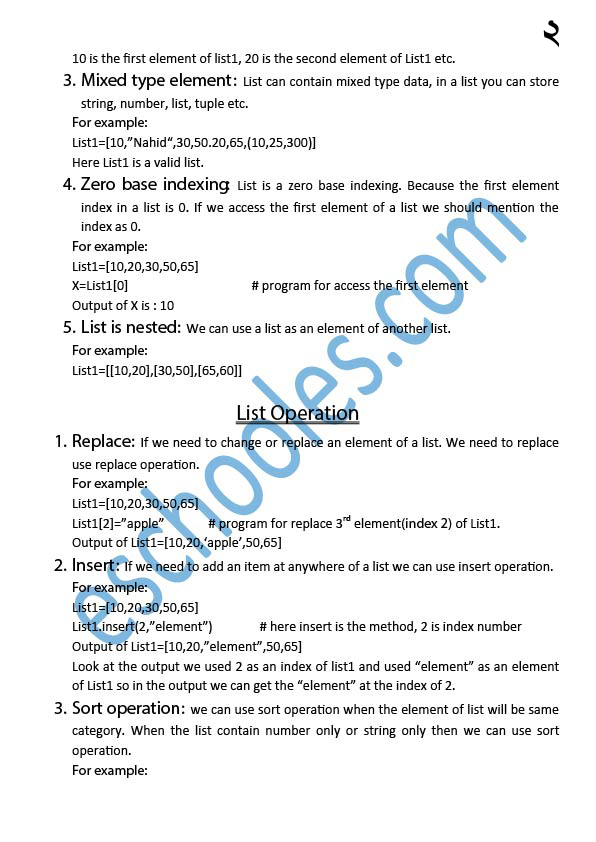 ২
10 is the first element of list1, 20 is the second element of List1 etc.
3. Mixed type element: List can contain mixed type data, in a list you can store
string, number, list, tuple etc.
For example:
List1=[10,”Nahid“,30,50.20,65,(10,25,300)]
Here List1 is a valid list.
4. Zero base indexing: List is a zero base indexing. Because the first element
index in a list is 0. If we access the first element of a list we should mention the
index as 0.
For example:
List1=[10,20,30,50,65]
X=List1[0] # program for access the first element
Output of X is : 10
5. List is nested: We can use a list as an element of another list.
For example:
List1=[[10,20],[30,50],[65,60]]
List Operation
1. Replace: If we need to change or replace an element of a list. We need to replace
use replace operation.
For example:
List1=[10,20,30,50,65]
List1[2]=”apple” # program for replace 3rd element(index 2) of List1.
Output of List1=[10,20,‘apple’,50,65]
2. Insert: If we need to add an item at anywhere of a list we can use insert operation.
For example:
List1=[10,20,30,50,65]
List1.insert(2,”element”) # here insert is the method, 2 is index number
Output of List1=[10,20,”element”,50,65]
Look at the output we used 2 as an index of list1 and used “element” as an element
of List1 so in the output we can get the “element” at the index of 2.
3. Sort operation: we can use sort operation when the element of list will be same
category. When the list contain number only or string only then we can use sort
operation.
For example:
eschooles.com